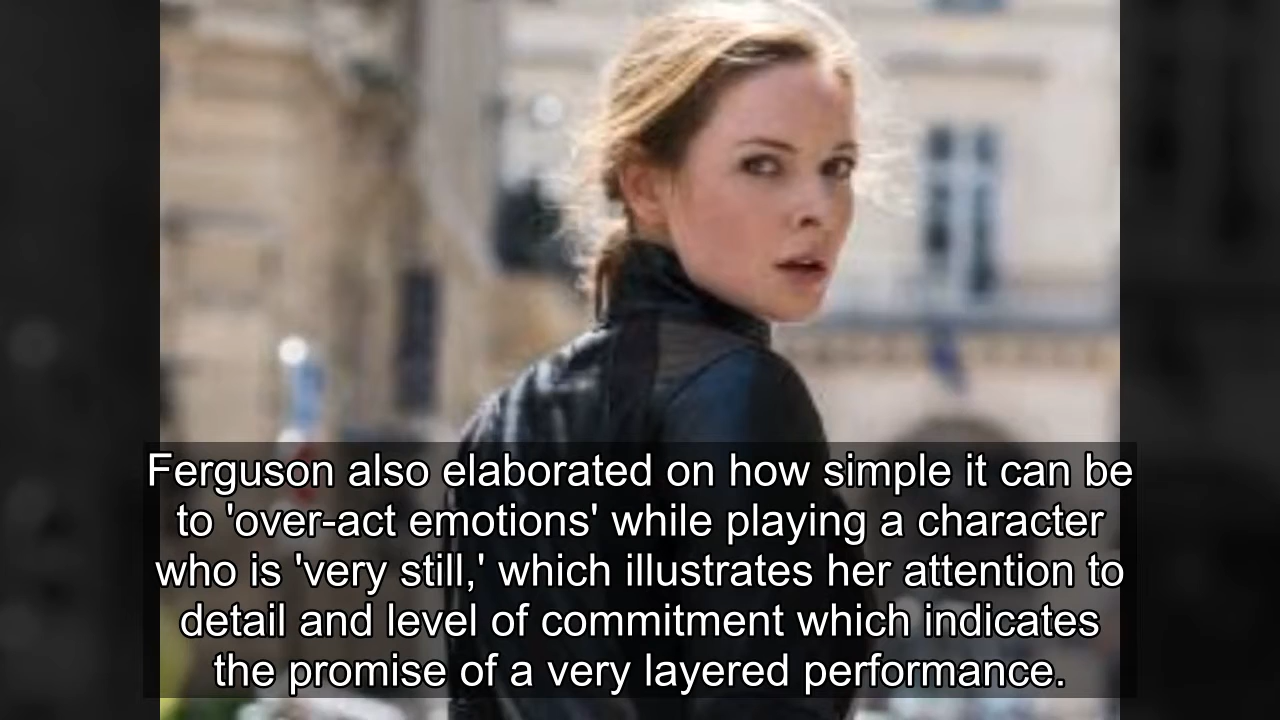 Ferguson also elaborated on how simple it can be
to 'over-act emotions' while playing a character
who is 'very still,' which illustrates her attention to
detail and level of commitment which indicates
the promise of a very layered performance.